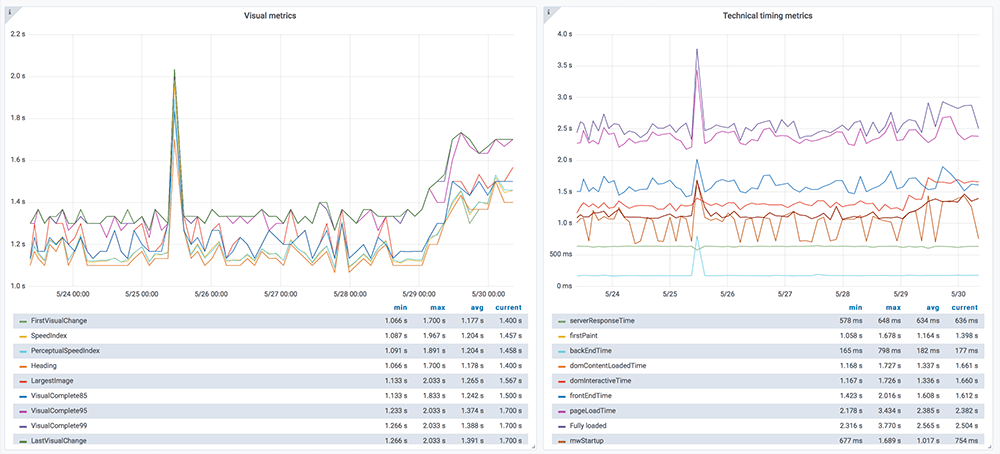 i
Visual metrics
2.2 s
2.0 s
1.8 s
1.6 s
1.4 s
1.2 s
1.0 s
5/24 00:00 5/25 00:00 5/26 00:00 5/27 00:00 5/28 00:00 5/29 00:00 5/30 00:00
min max avg current
FirstVisualChange 1.066 s 1.700 s 1.177 s 1.400 s
SpeedIndex 1.087 s 1.967 s 1.204 s 1.457 s
PerceptualSpeedIndex 1.091 s 1.891 s 1.204 s 1.458 s
Heading 1.066 s 1.700 s 1.178 s 1.400 s
LargestImage 1.133 s 2.033 s 1.265 s 1.567 s
VisualComplete85 1.133 s 1.833 s 1.242 s 1.500 s
VisualComplete95 1.233 s 2.033 s 1.374 s 1.700 s
VisualComplete99 1.266 s 2.033 s 1.388 s 1.700 s
LastVisualChange 1.266 s 2.033 s 1.391 s 1.700 s
i
Technical timing metrics
4.0 s
3.5 s
3.0 s
2.5 s
2.0 s
1.5 s
1.0 s
500 ms
0 ms
5/24 5/25 5/26 5/27 5/28 5/29 5/30
min max avg current
serverResponseTime 578 ms 648 ms 634 ms 636 ms
firstPaint 1.058 s 1.678 s 1.164 s 1.398 s
backEndTime 165 ms 798 ms 182 ms 177 ms
domContentLoadedTime 1.168 s 1.727 s 1.337 s 1.661 s
domInteractiveTime 1.167 s 1.726 s 1.336 s 1.660 s
frontEndTime 1.423 s 2.016 s 1.608 s 1.612 s
pageLoadTime 2.178 s 3.434 s 2.385 s 2.382 s
Fully loaded 2.316 s 3.770 s 2.565 s 2.504 s
mwStartup 677 ms 1.689 s 1.017 s 754 ms